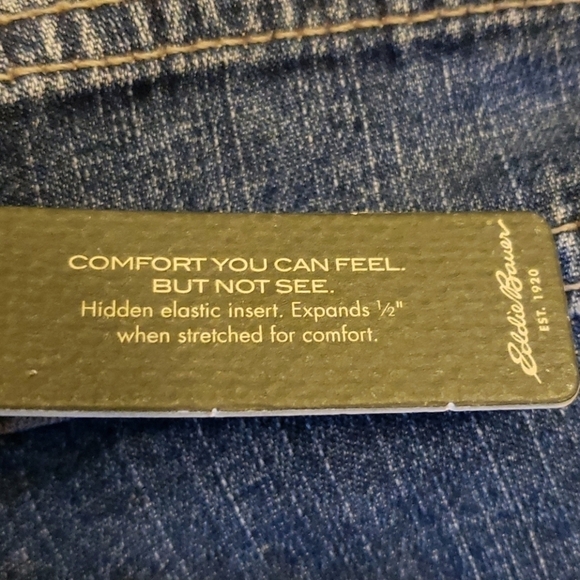 COMFORT YOU CAN FEEL.
BUT NOT SEE.
Hidden elastic insert. Expands ½"
when stretched for comfort.
Eddie Bauer
EST. 1920